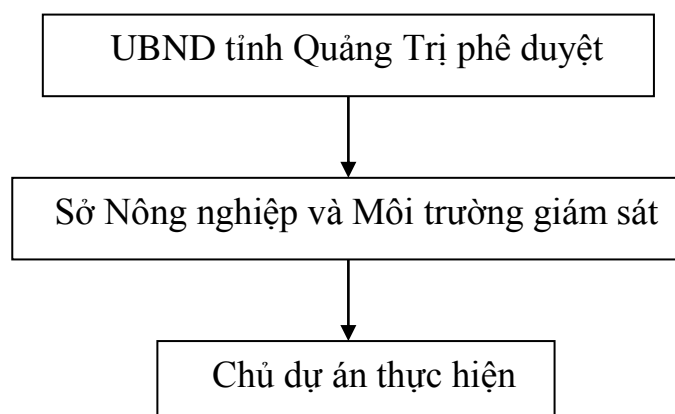 UBND tỉnh Quảng Trị phê duyệt
Sở Nông nghiệp và Môi trường giám sát
Chủ dự án thực hiện